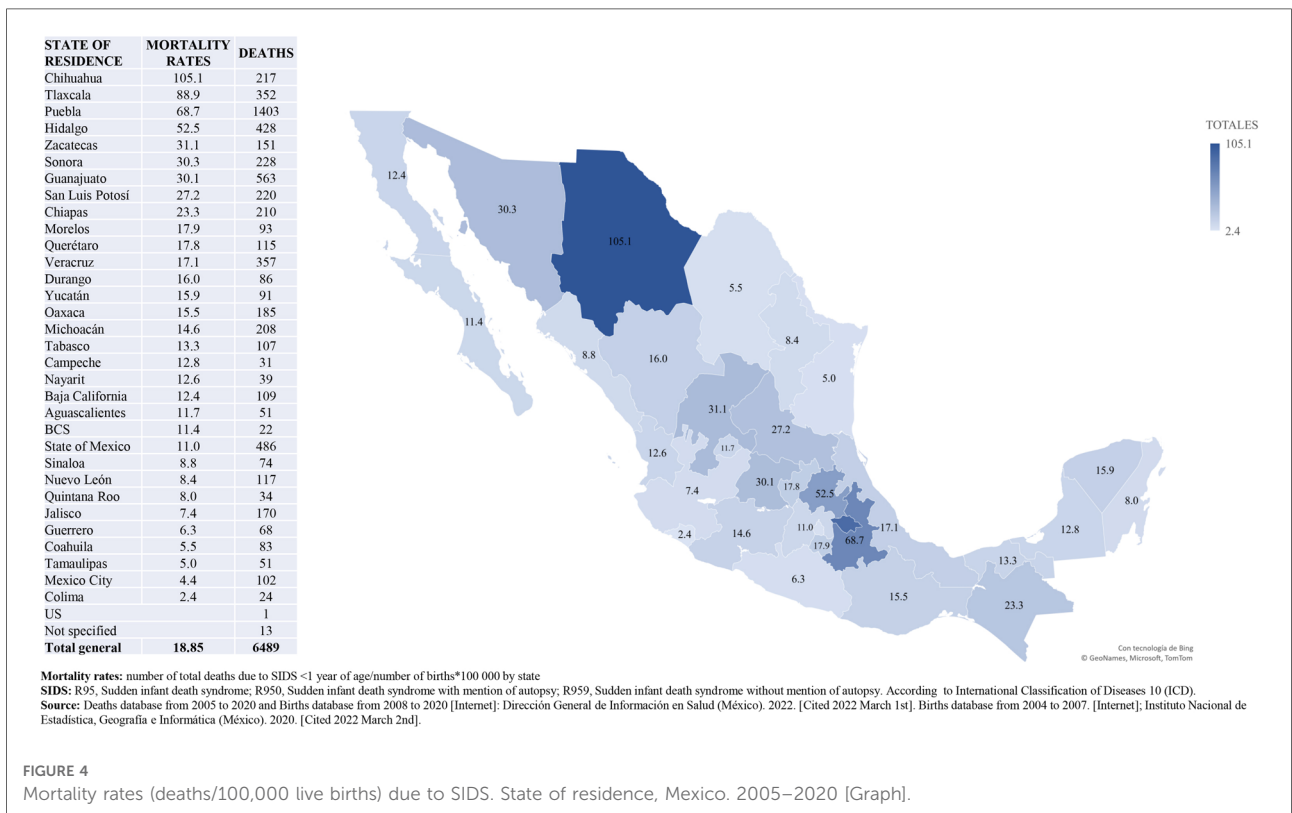 STATE OF RESIDENCE MORTALITY RATES DEATHS
Chihuahua 105.1 217
Tlaxcala 88.9 352
Puebla 68.7 1403
Hidalgo 52.5 428
Zacatecas 31.1 151
Sonora 30.3 228
Guanajuato 30.1 563
San Luis Potosí 27.2 220
Chiapas 23.3 210
Morelos 17.9 93
Querétaro 17.8 115
Veracruz 17.1 357
Durango 16.0 86
Yucatán 15.9 91
Oaxaca 15.5 185
Michoacán 14.6 208
Tabasco 13.3 107
Campeche 12.8 31
Nayarit 12.6 39
Baja California 12.4 109
Aguascalientes 11.7 51
BCS 11.4 22
State of Mexico 11.0 486
Sinaloa 8.8 74
Nuevo León 8.4 117
Quintana Roo 8.0 34
Jalisco 7.4 170
Guerrero 6.3 68
Coahuila 5.5 83
Tamaulipas 5.0 51
Mexico City 4.4 102
Colima 2.4 24
US 1
Not specified 13
Total general 18.85 6489
TOTALES
105.1
2.4
12.4
30.3
105.1
5.5
11.4
8.8
16.0
8.4
5.0
31.1
27.2
12.6
11.7
7.4
30.1
17.8
52.5
2.4
14.6
11.0
17.9
68.7
17.1
6.3
15.5
13.3
23.3
12.8
15.9
8.0
Con tecnología de Bing
© GeoNames, Microsoft, TomTom
Mortality rates: number of total deaths due to SIDS <1 year of age/number of births*100 000 by state
SIDS: R95, Sudden infant death syndrome; R950, Sudden infant death syndrome with mention of autopsy; R959, Sudden infant death syndrome without mention of autopsy. According to International Classification of Diseases 10 (ICD).
Source: Deaths database from 2005 to 2020 and Births database from 2008 to 2020 [Internet]: Dirección General de Información en Salud (México). 2022. [Cited 2022 March 1st]. Births database from 2004 to 2007. [Internet]; Instituto Nacional de
Estadística, Geografía e Informática (México). 2020. [Cited 2022 March 2nd].
FIGURE 4
Mortality rates (deaths/100,000 live births) due to SIDS. State of residence, Mexico. 2005–2020 [Graph].